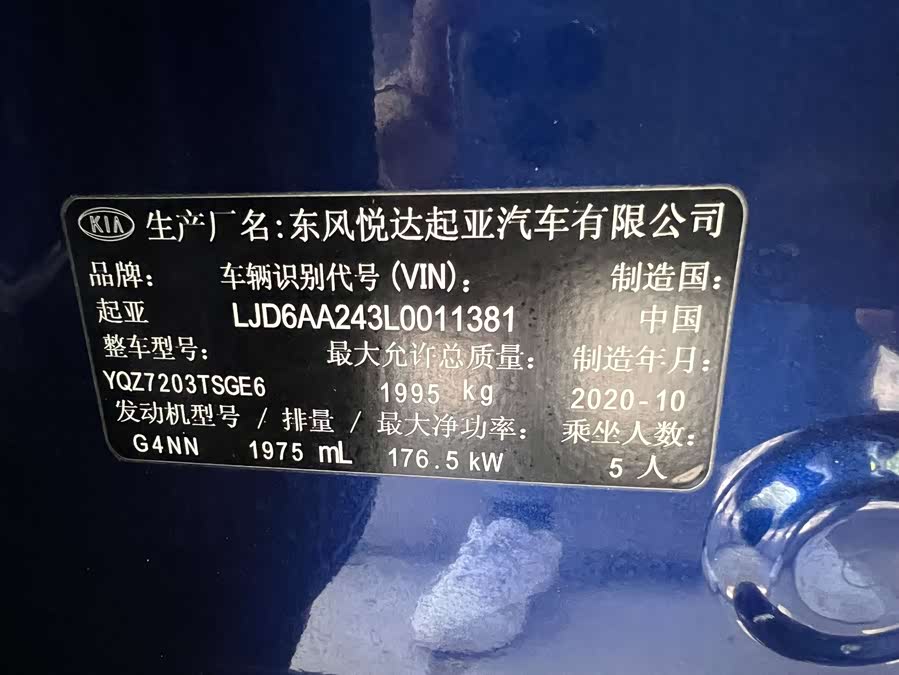 KIA 生产厂名:东风悦达起亚汽车有限公司
品牌: 车辆识别代号(VIN): 制造国:
起亚 LJD6AA243L0011381 中国
整车型号: 最大允许总质量: 制造年月:
YQZ7203TSGE6 1995 kg 2020-10
发动机型号 / 排量 / 最大净功率: 乘坐人数:
G4NN 1975 mL 176.5 kW 5 人